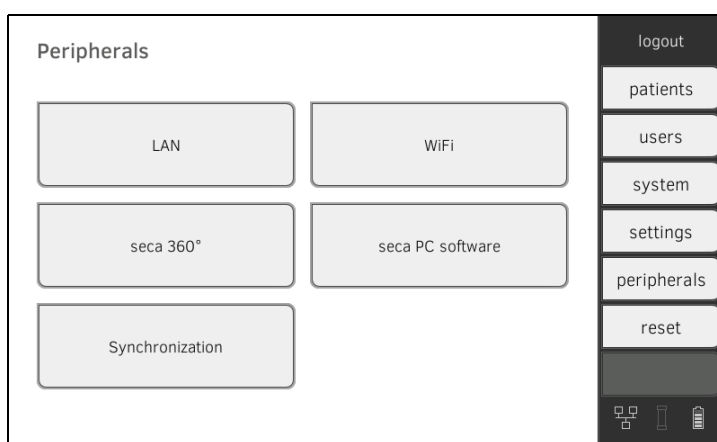 Peripherals
LAN
WiFi
seca 360°
seca PC software
Synchronization
logout
patients
users
system
settings
peripherals
reset